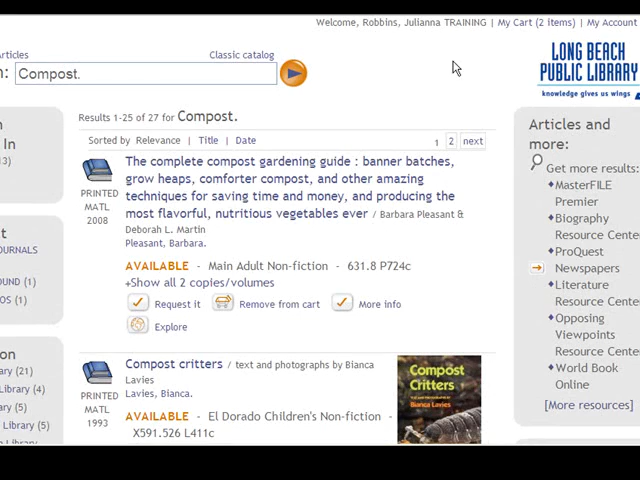 Welcome, Robbins, Julianna TRAINING | My Cart (2 items) | My Account
Articles
Classic catalog
Compost.
LONG BEACH
PUBLIC LIBRARY
knowledge gives us wings
Results 1-25 of 27 for Compost.
Sorted by Relevance | Title | Date
1 2 next
PRINTED
MATL
2008
The complete compost gardening guide : banner batches,
grow heaps, comforter compost, and other amazing
techniques for saving time and money, and producing the
most flavorful, nutritious vegetables ever / Barbara Pleasant &
Deborah L. Martin
Pleasant, Barbara.
AVAILABLE - Main Adult Non-fiction - 631.8 P724c
+Show all 2 copies/volumes
Request it Remove from cart More info
Explore
PRINTED
MATL
1993
Compost critters / text and photographs by Bianca
Lavies
Lavies, Bianca.
AVAILABLE - El Dorado Children's Non-fiction -
X591.526 L411c
Compost
Critters
Bianca Lavies
Articles and
more:
Get more results:
MasterFILE
Premier
Biography
Resource Center
ProQuest
Newspapers
Literature
Resource Center
Opposing
Viewpoints
Resource Center
World Book
Online
[More resources]
In
13)
JOURNALS
(1)
(1)
(21)
Library (4)
(5)
Library (5)